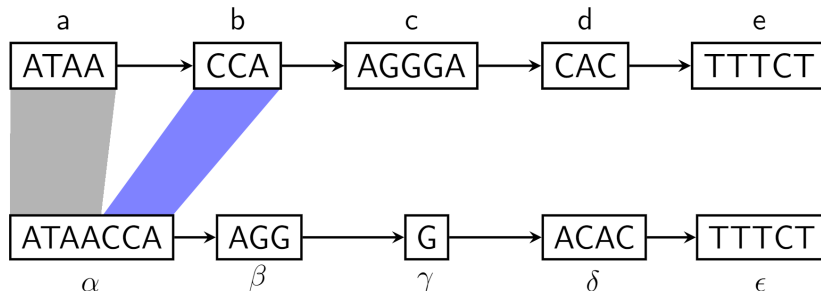 a b c d e
ATAA CCA AGGGA CAC TTTCT
ATAACCA AGG G ACAC TTTCT
α β γ δ ϵ